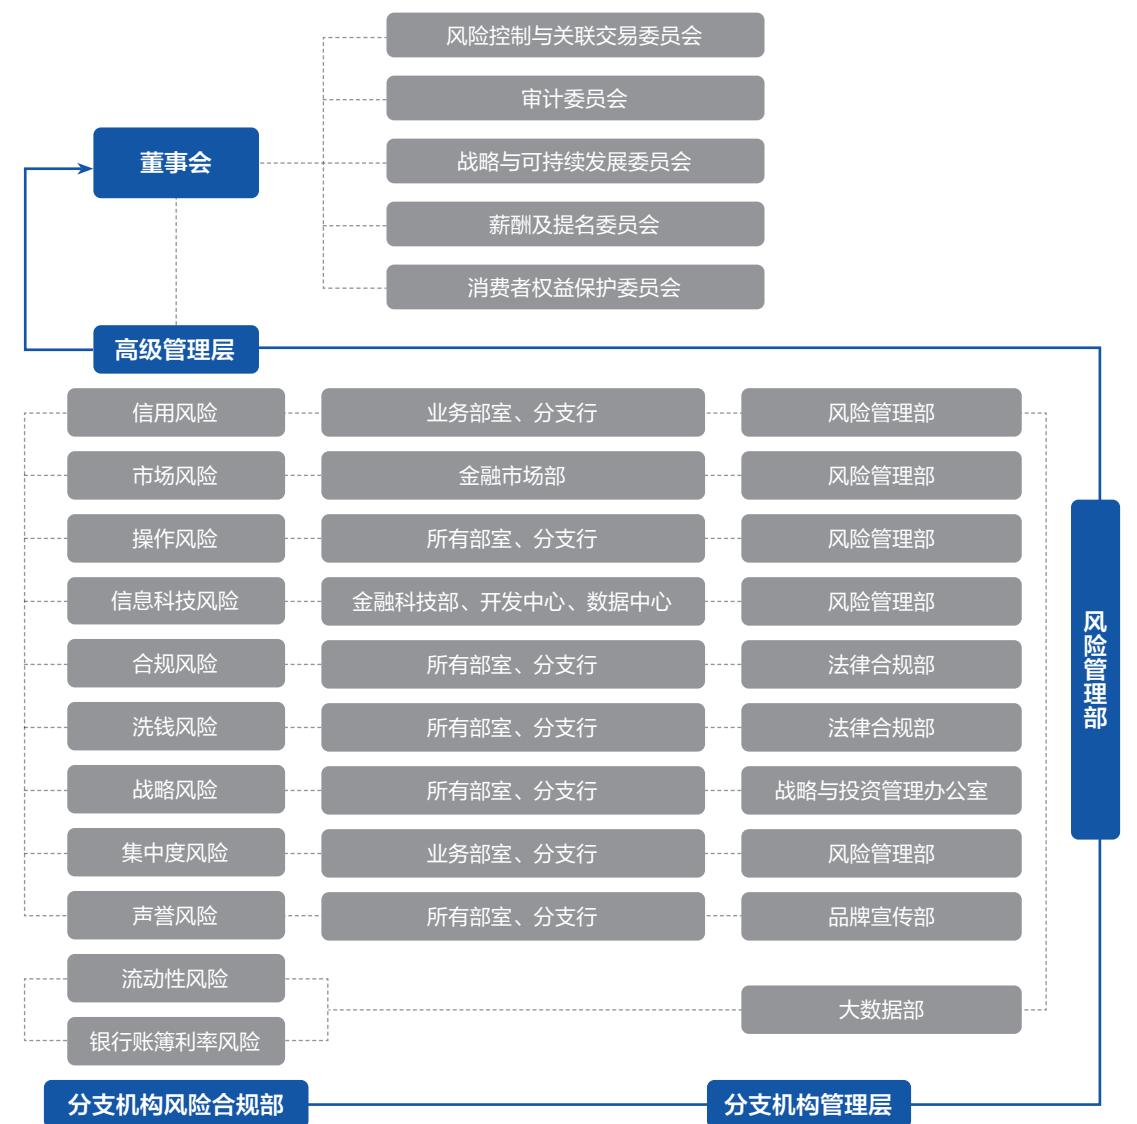 风险控制与关联交易委员会
审计委员会
董事会
战略与可持续发展委员会
薪酬及提名委员会
消费者权益保护委员会
高级管理层
信用风险
业务部室、分支行
风险管理部
市场风险
金融市场部
风险管理部
操作风险
所有部室、分支行
风险管理部
信息科技风险
金融科技部、开发中心、数据中心
风险管理部
合规风险
所有部室、分支行
法律合规部
洗钱风险
所有部室、分支行
法律合规部
战略风险
所有部室、分支行
战略与投资管理办公室
集中度风险
业务部室、分支行
风险管理部
声誉风险
所有部室、分支行
品牌宣传部
流动性风险
银行账簿利率风险
大数据部
风险管理部
分支机构风险合规部
分支机构管理层